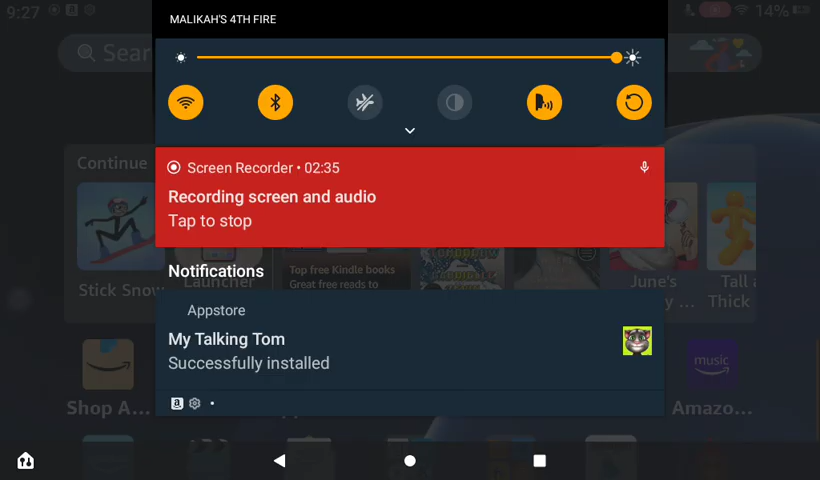 9:27
14%
MALIKAH'S 4TH FIRE
Sear
Screen Recorder • 02:35
Recording screen and audio
Tap to stop
Continue
Notifications
Stick Snow
Launcher
Top free Kindle books
Great free reads to
June's
y ...
Tall a
Thick
Appstore
My Talking Tom
Successfully installed
music
Shop A...
Amazo...